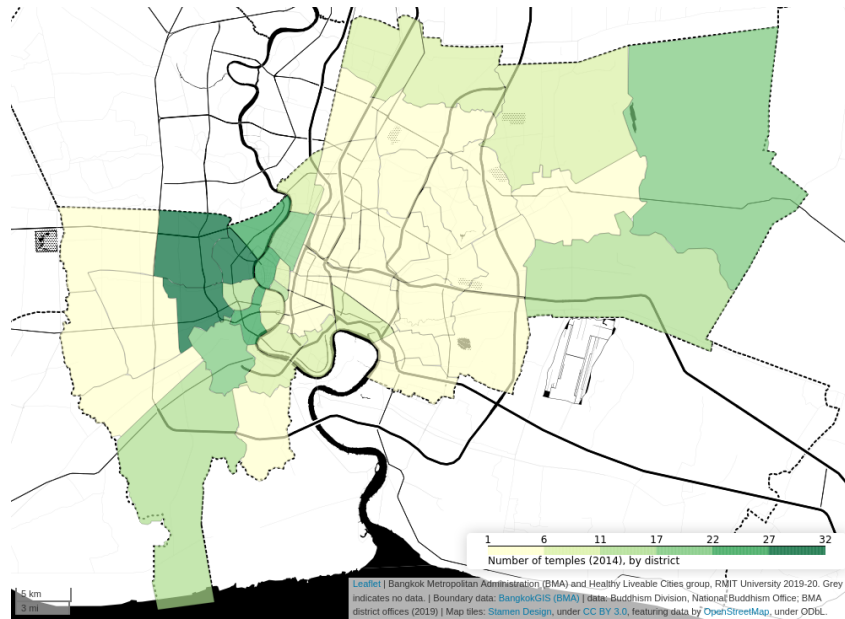 1 6 11 17 22 27 32
Number of temples (2014), by district
5 km
3 mi
Leaflet | Bangkok Metropolitan Administration (BMA) and Healthy Liveable Cities group, RMIT University 2019-20. Grey
indicates no data. | Boundary data: BangkokGIS (BMA) | data: Buddhism Division, National Buddhism Office; BMA
district offices (2019) | Map tiles: Stamen Design, under CC BY 3.0, featuring data by OpenStreetMap, under ODbL.